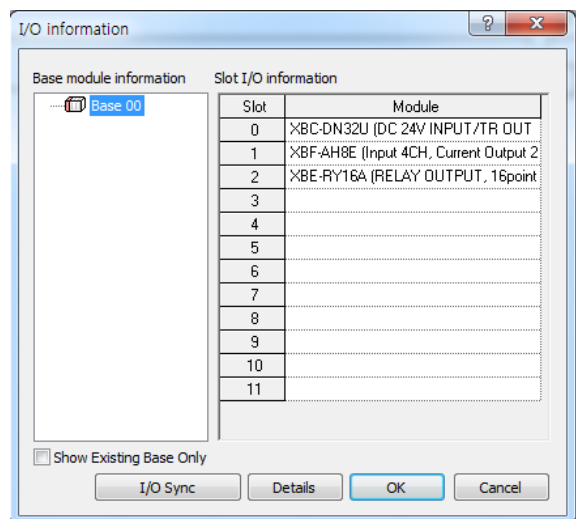 I/O information
Base module information
Slot I/O information
Base 00
Slot Module
0 XBC-DN32U (DC 24V INPUT/TR OUT
1 XBF-AH8E (Input 4CH, Current Output 2
2 XBE-RY16A (RELAY OUTPUT, 16point
3
4
5
6
7
8
9
10
11
Show Existing Base Only
I/O Sync Details OK Cancel